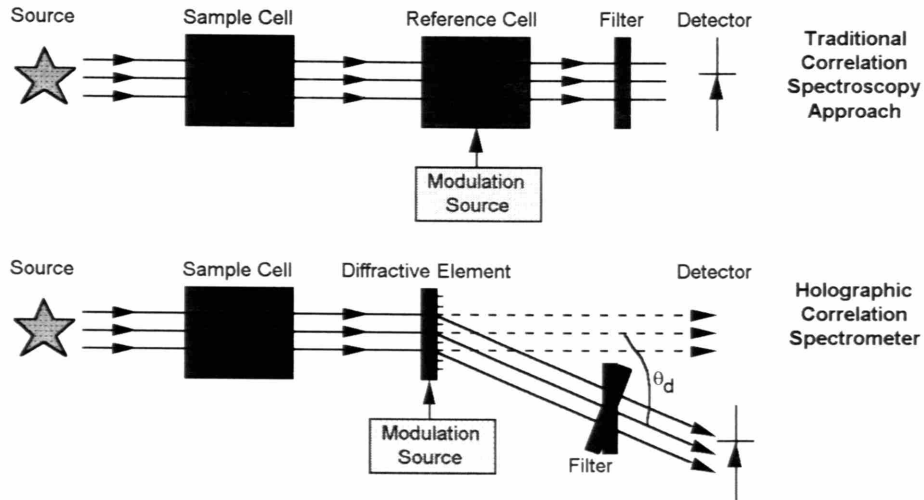 Source
Sample Cell
Reference Cell
Filter
Detector
Traditional
Correlation
Spectroscopy
Approach
Modulation
Source
Source
Sample Cell
Diffractive Element
Detector
Holographic
Correlation
Spectrometer
θd
Modulation
Source
Filter